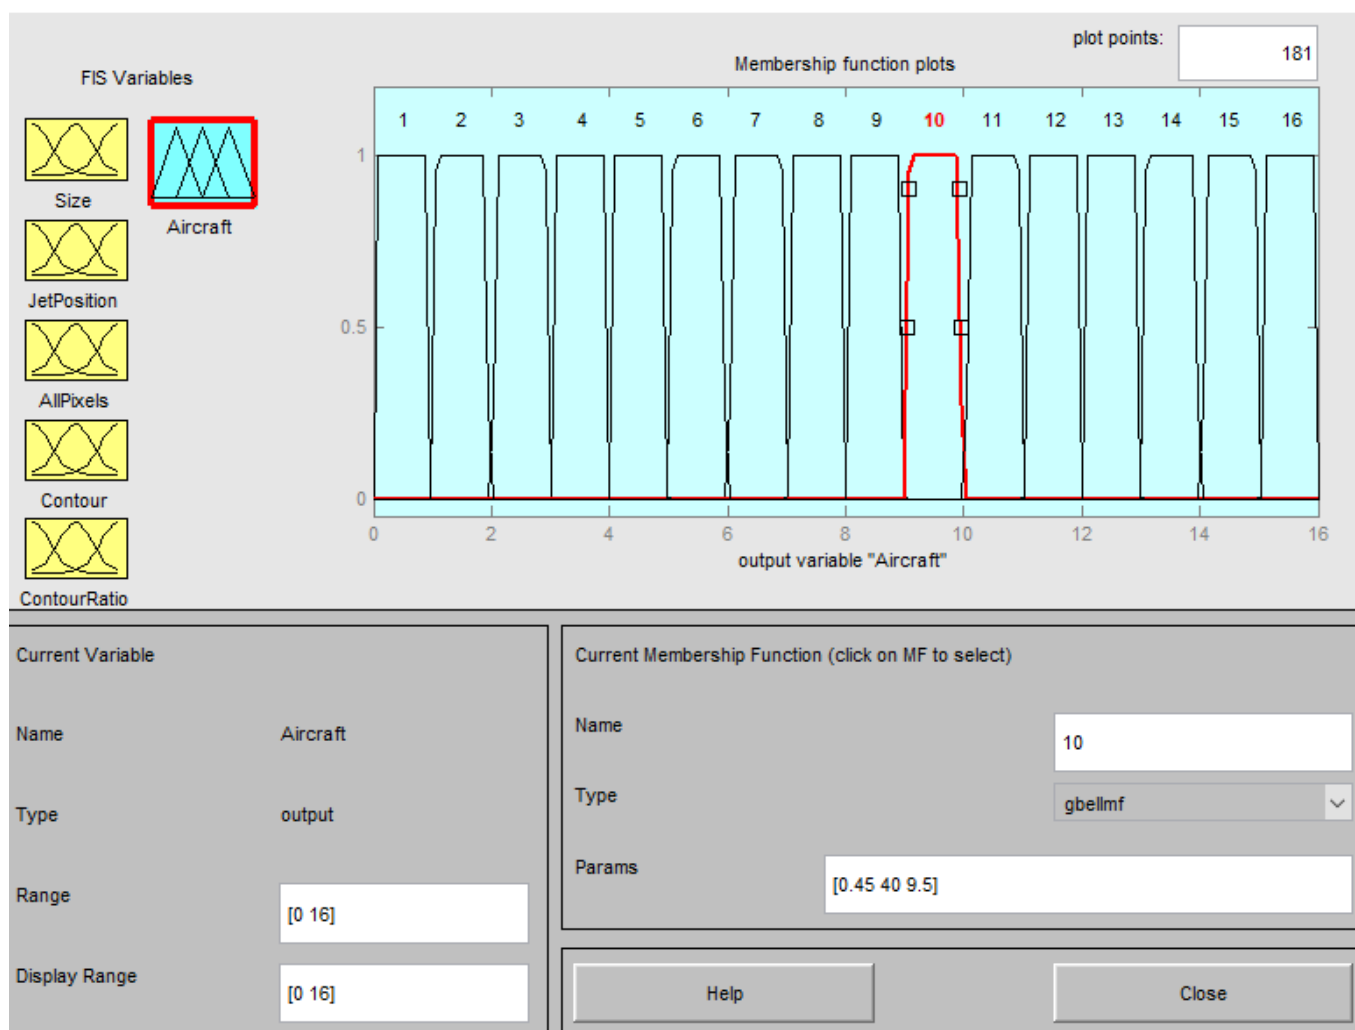 plot points:
181
FIS Variables
Membership function plots
1 2 3 4 5 6 7 8 9 10 11 12 13 14 15 16
Size
Aircraft
JetPosition
AllPixels
Contour
ContourRatio
1
0.5
0
0 2 4 6 8 10 12 14 16
output variable "Aircraft"
Current Variable
Name Aircraft
Type output
Range [0 16]
Display Range [0 16]
Current Membership Function (click on MF to select)
Name 10
Type gbellmf
Params [0.45 40 9.5]
Help Close